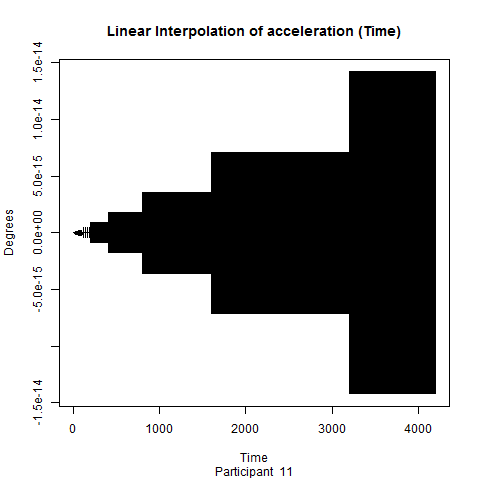 Linear Interpolation of acceleration (Time)
1.5e-14
1.0e-14
5.0e-15
0.0e+00
-5.0e-15
-1.5e-14
Degrees
0 1000 2000 3000 4000
Time
Participant 11